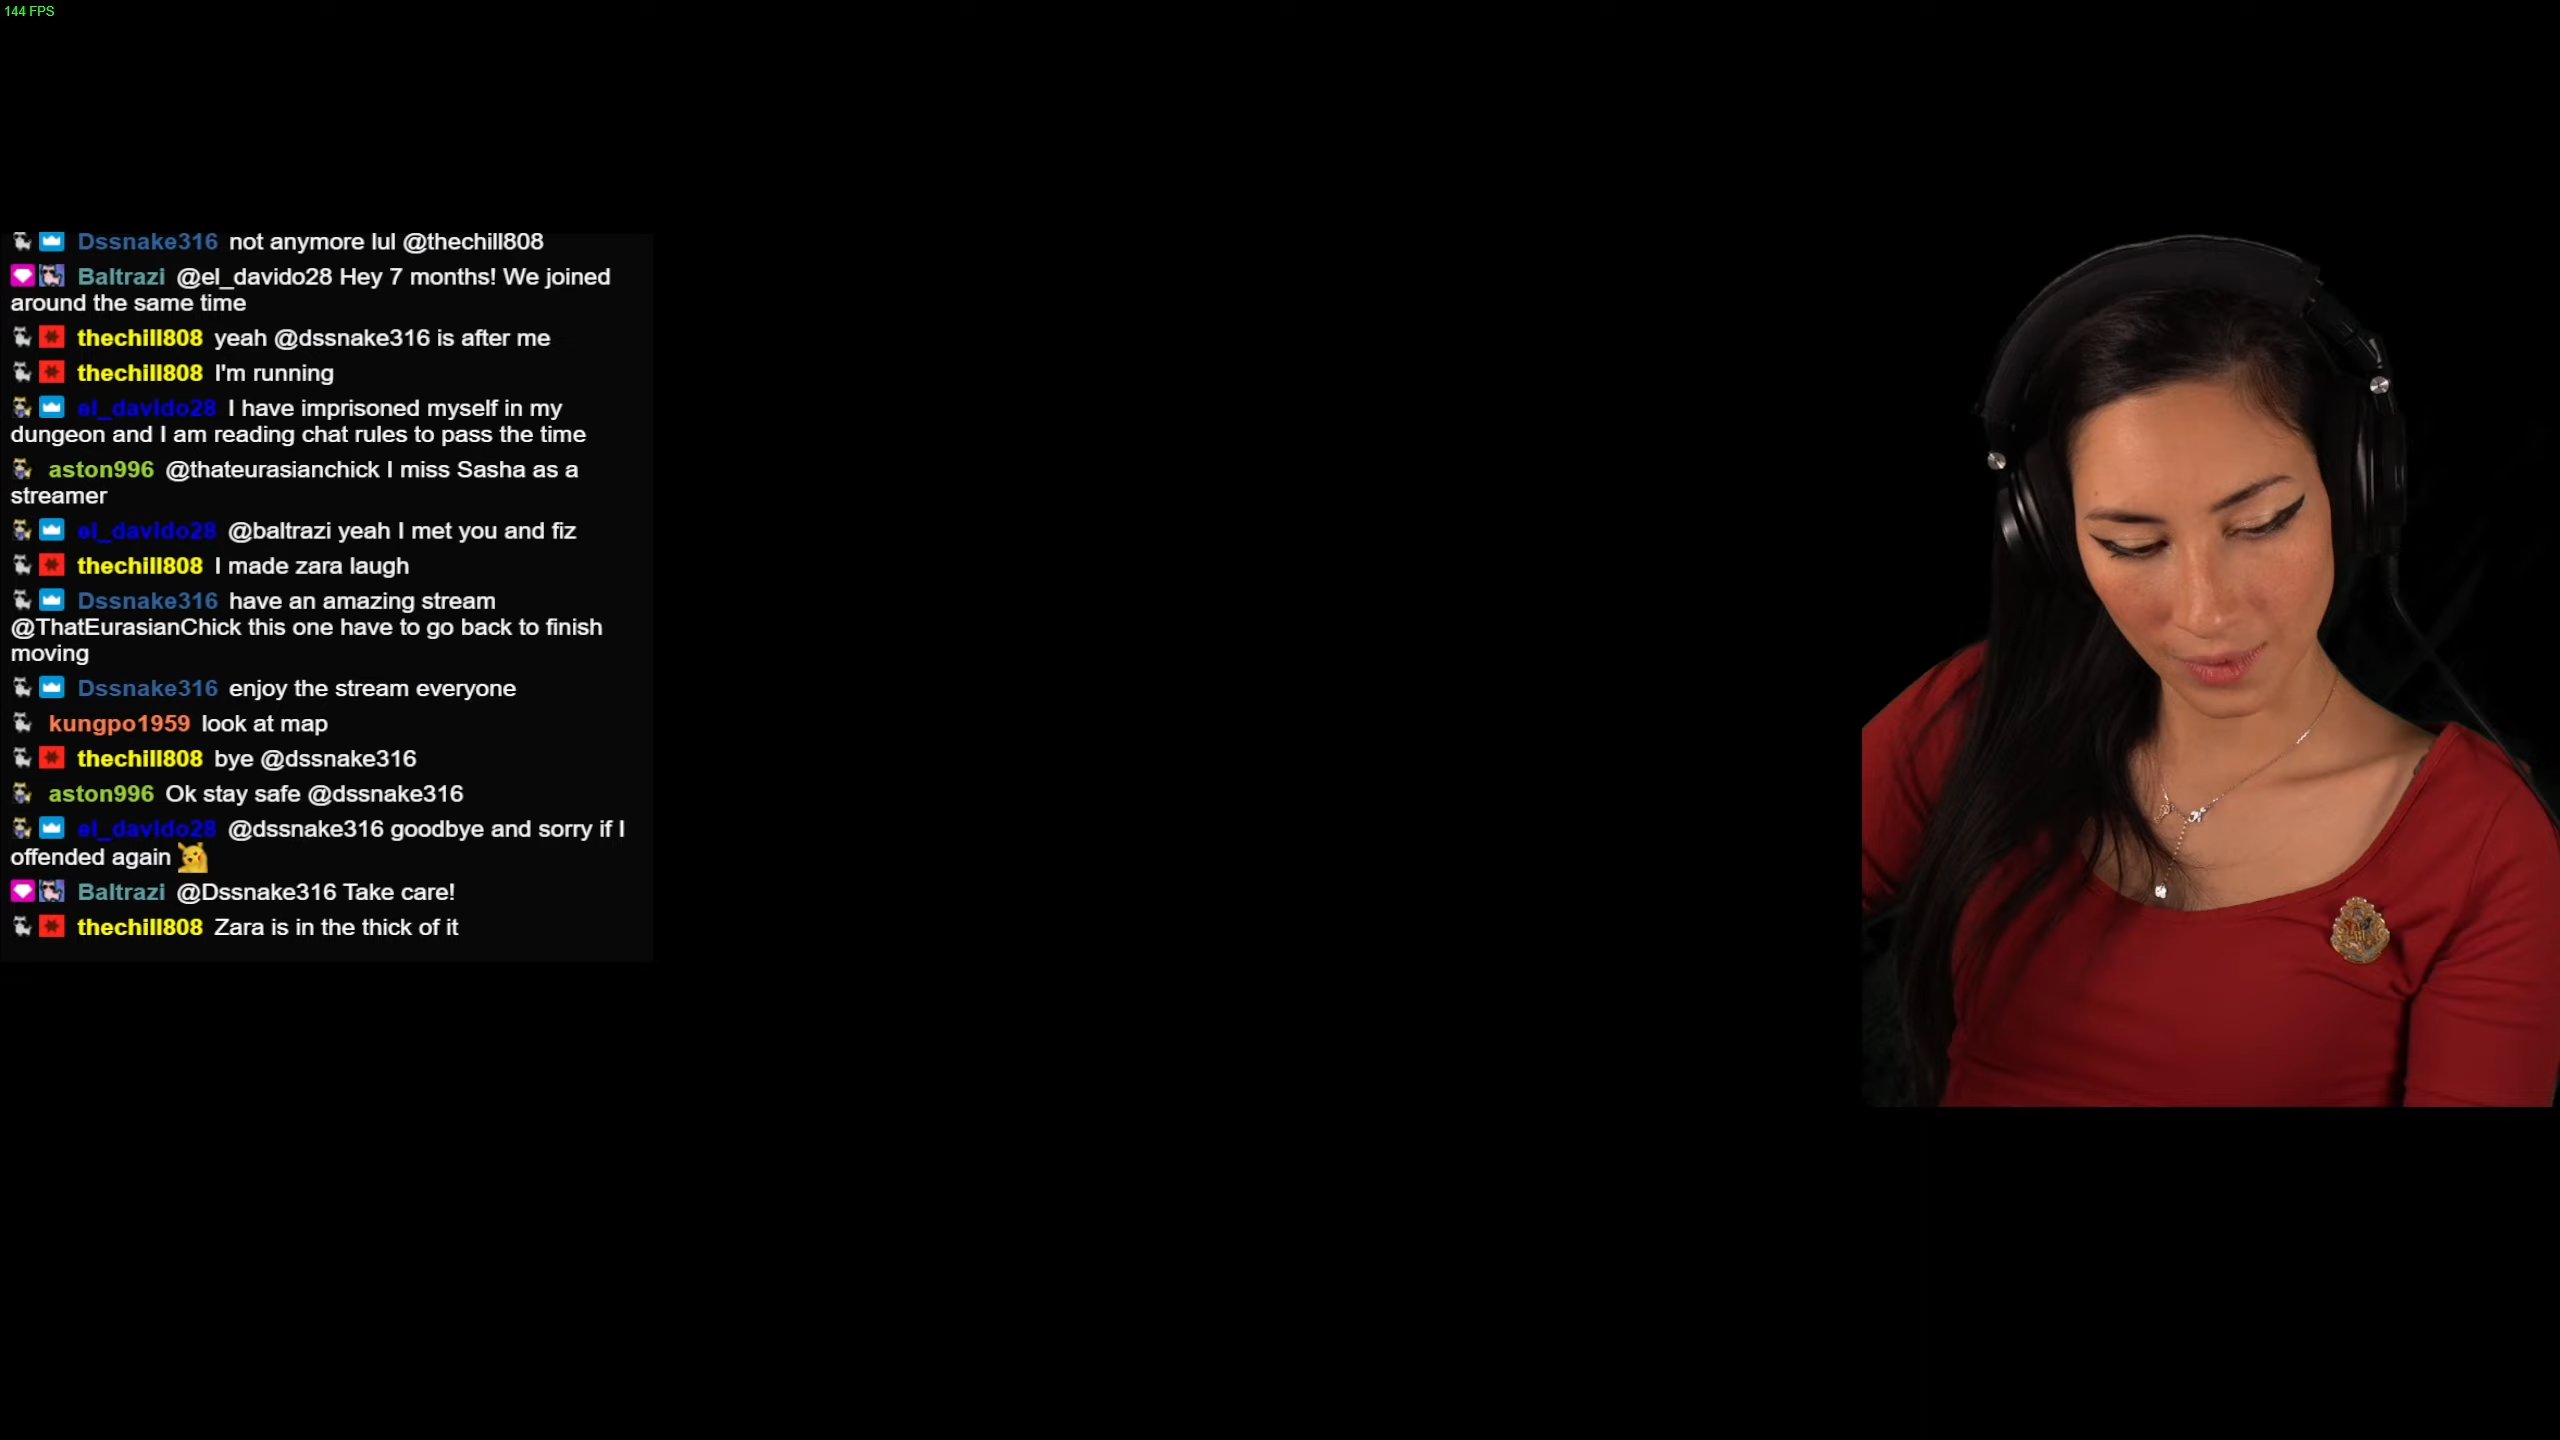 144 FPS
Dssnake316 not anymore lul @thechill808
Baltrazi @el_davido28 Hey 7 months! We joined
around the same time
thechill808 yeah @dssnake316 is after me
thechill808 I'm running
el_davido28 I have imprisoned myself in my
dungeon and I am reading chat rules to pass the time
aston996 @thateurasianchick I miss Sasha as a
streamer
el_davido28 @baltrazi yeah I met you and fiz
thechill808 I made zara laugh
Dssnake316 have an amazing stream
@ThatEurasianChick this one have to go back to finish
moving
Dssnake316 enjoy the stream everyone
kungpo1959 look at map
thechill808 bye @dssnake316
aston996 Ok stay safe @dssnake316
el_davido28 @dssnake316 goodbye and sorry if I
offended again
Baltrazi @Dssnake316 Take care!
thechill808 Zara is in the thick of it